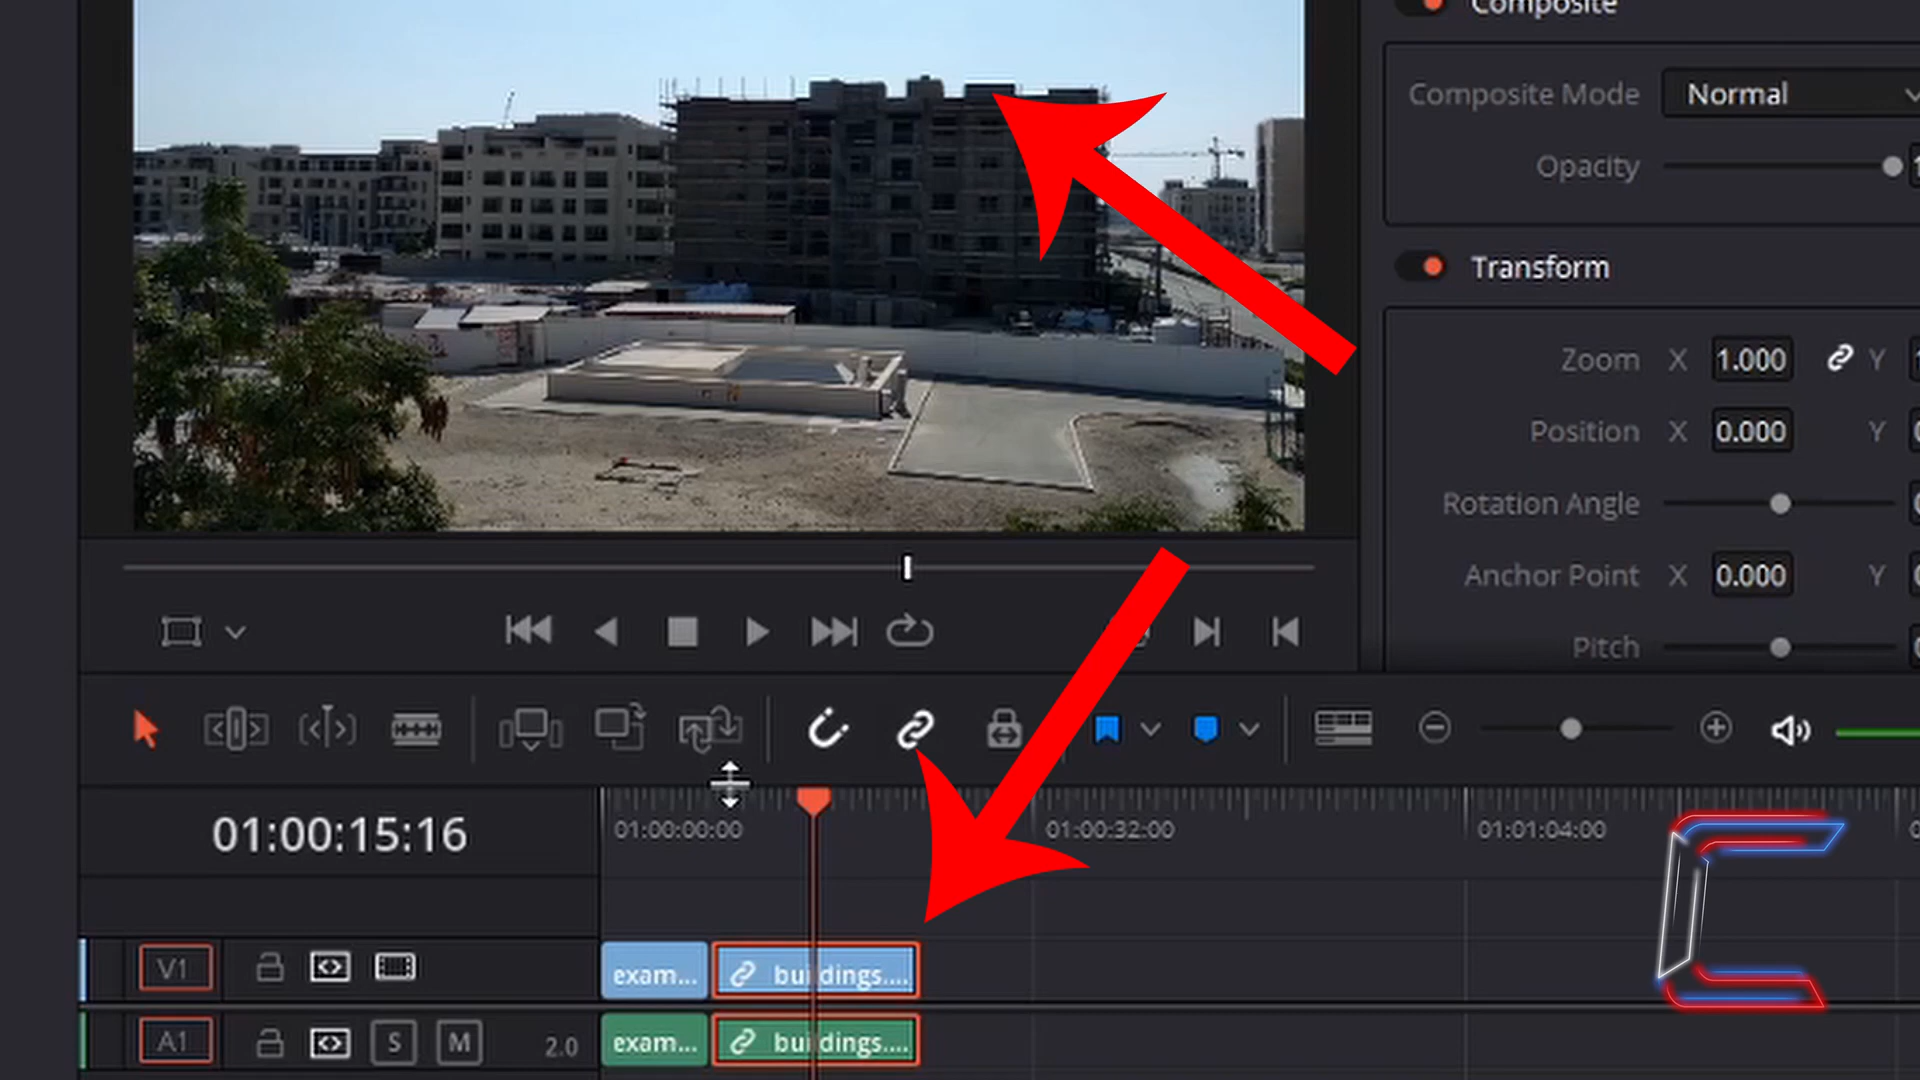 Composite
Composite Mode Normal
Opacity
Transform
Zoom X 1.000 Y
Position X 0.000 Y
Rotation Angle
Anchor Point X 0.000 Y
Pitch
01:00:15:16
01:00:00:00 01:00:32:00 01:01:04:00
V1 exam... buildings....
A1 S M 2.0 exam... buildings....
C